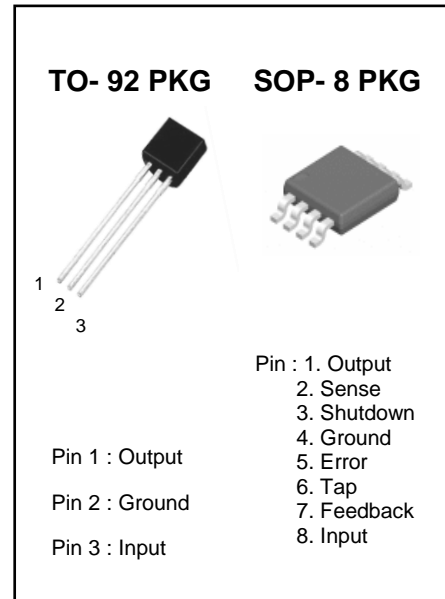 TO- 92 PKG
1
2
3
Pin 1 : Output
Pin 2 : Ground
Pin 3 : Input
SOP- 8 PKG
Pin : 1. Output
2. Sense
3. Shutdown
4. Ground
5. Error
6. Tap
7. Feedback
8. Input